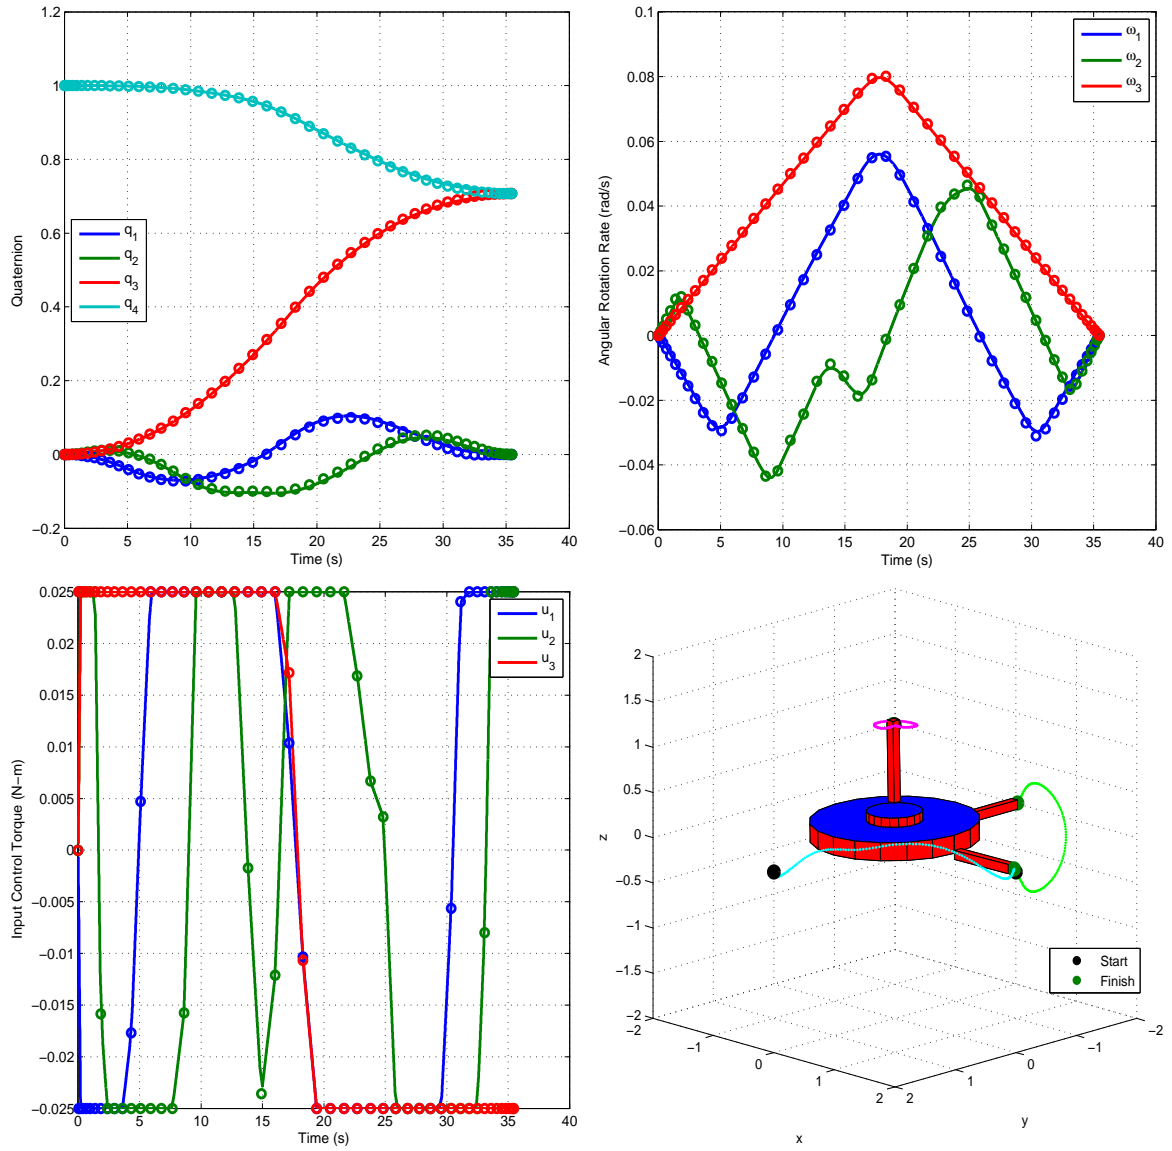 1.2
1
0.8
0.6
0.4
0.2
0
−0.2
Quaternion
q1
q2
q3
q4
0 5 10 15 20 25 30 35 40
Time (s)
0.1
0.08
0.06
0.04
0.02
0
−0.02
−0.04
−0.06
Angular Rotation Rate (rad/s)
ω1
ω2
ω3
0 5 10 15 20 25 30 35 40
Time (s)
0.025
0.02
0.015
0.01
0.005
0
−0.005
−0.01
−0.015
−0.02
−0.025
Input Control Torque (N−m)
u1
u2
u3
0 5 10 15 20 25 30 35 40
Time (s)
2
1.5
1
0.5
0
−0.5
−1
−1.5
−2
z
Start
Finish
−2
−1
0
1
2
x
2
1
0
−1
−2
y